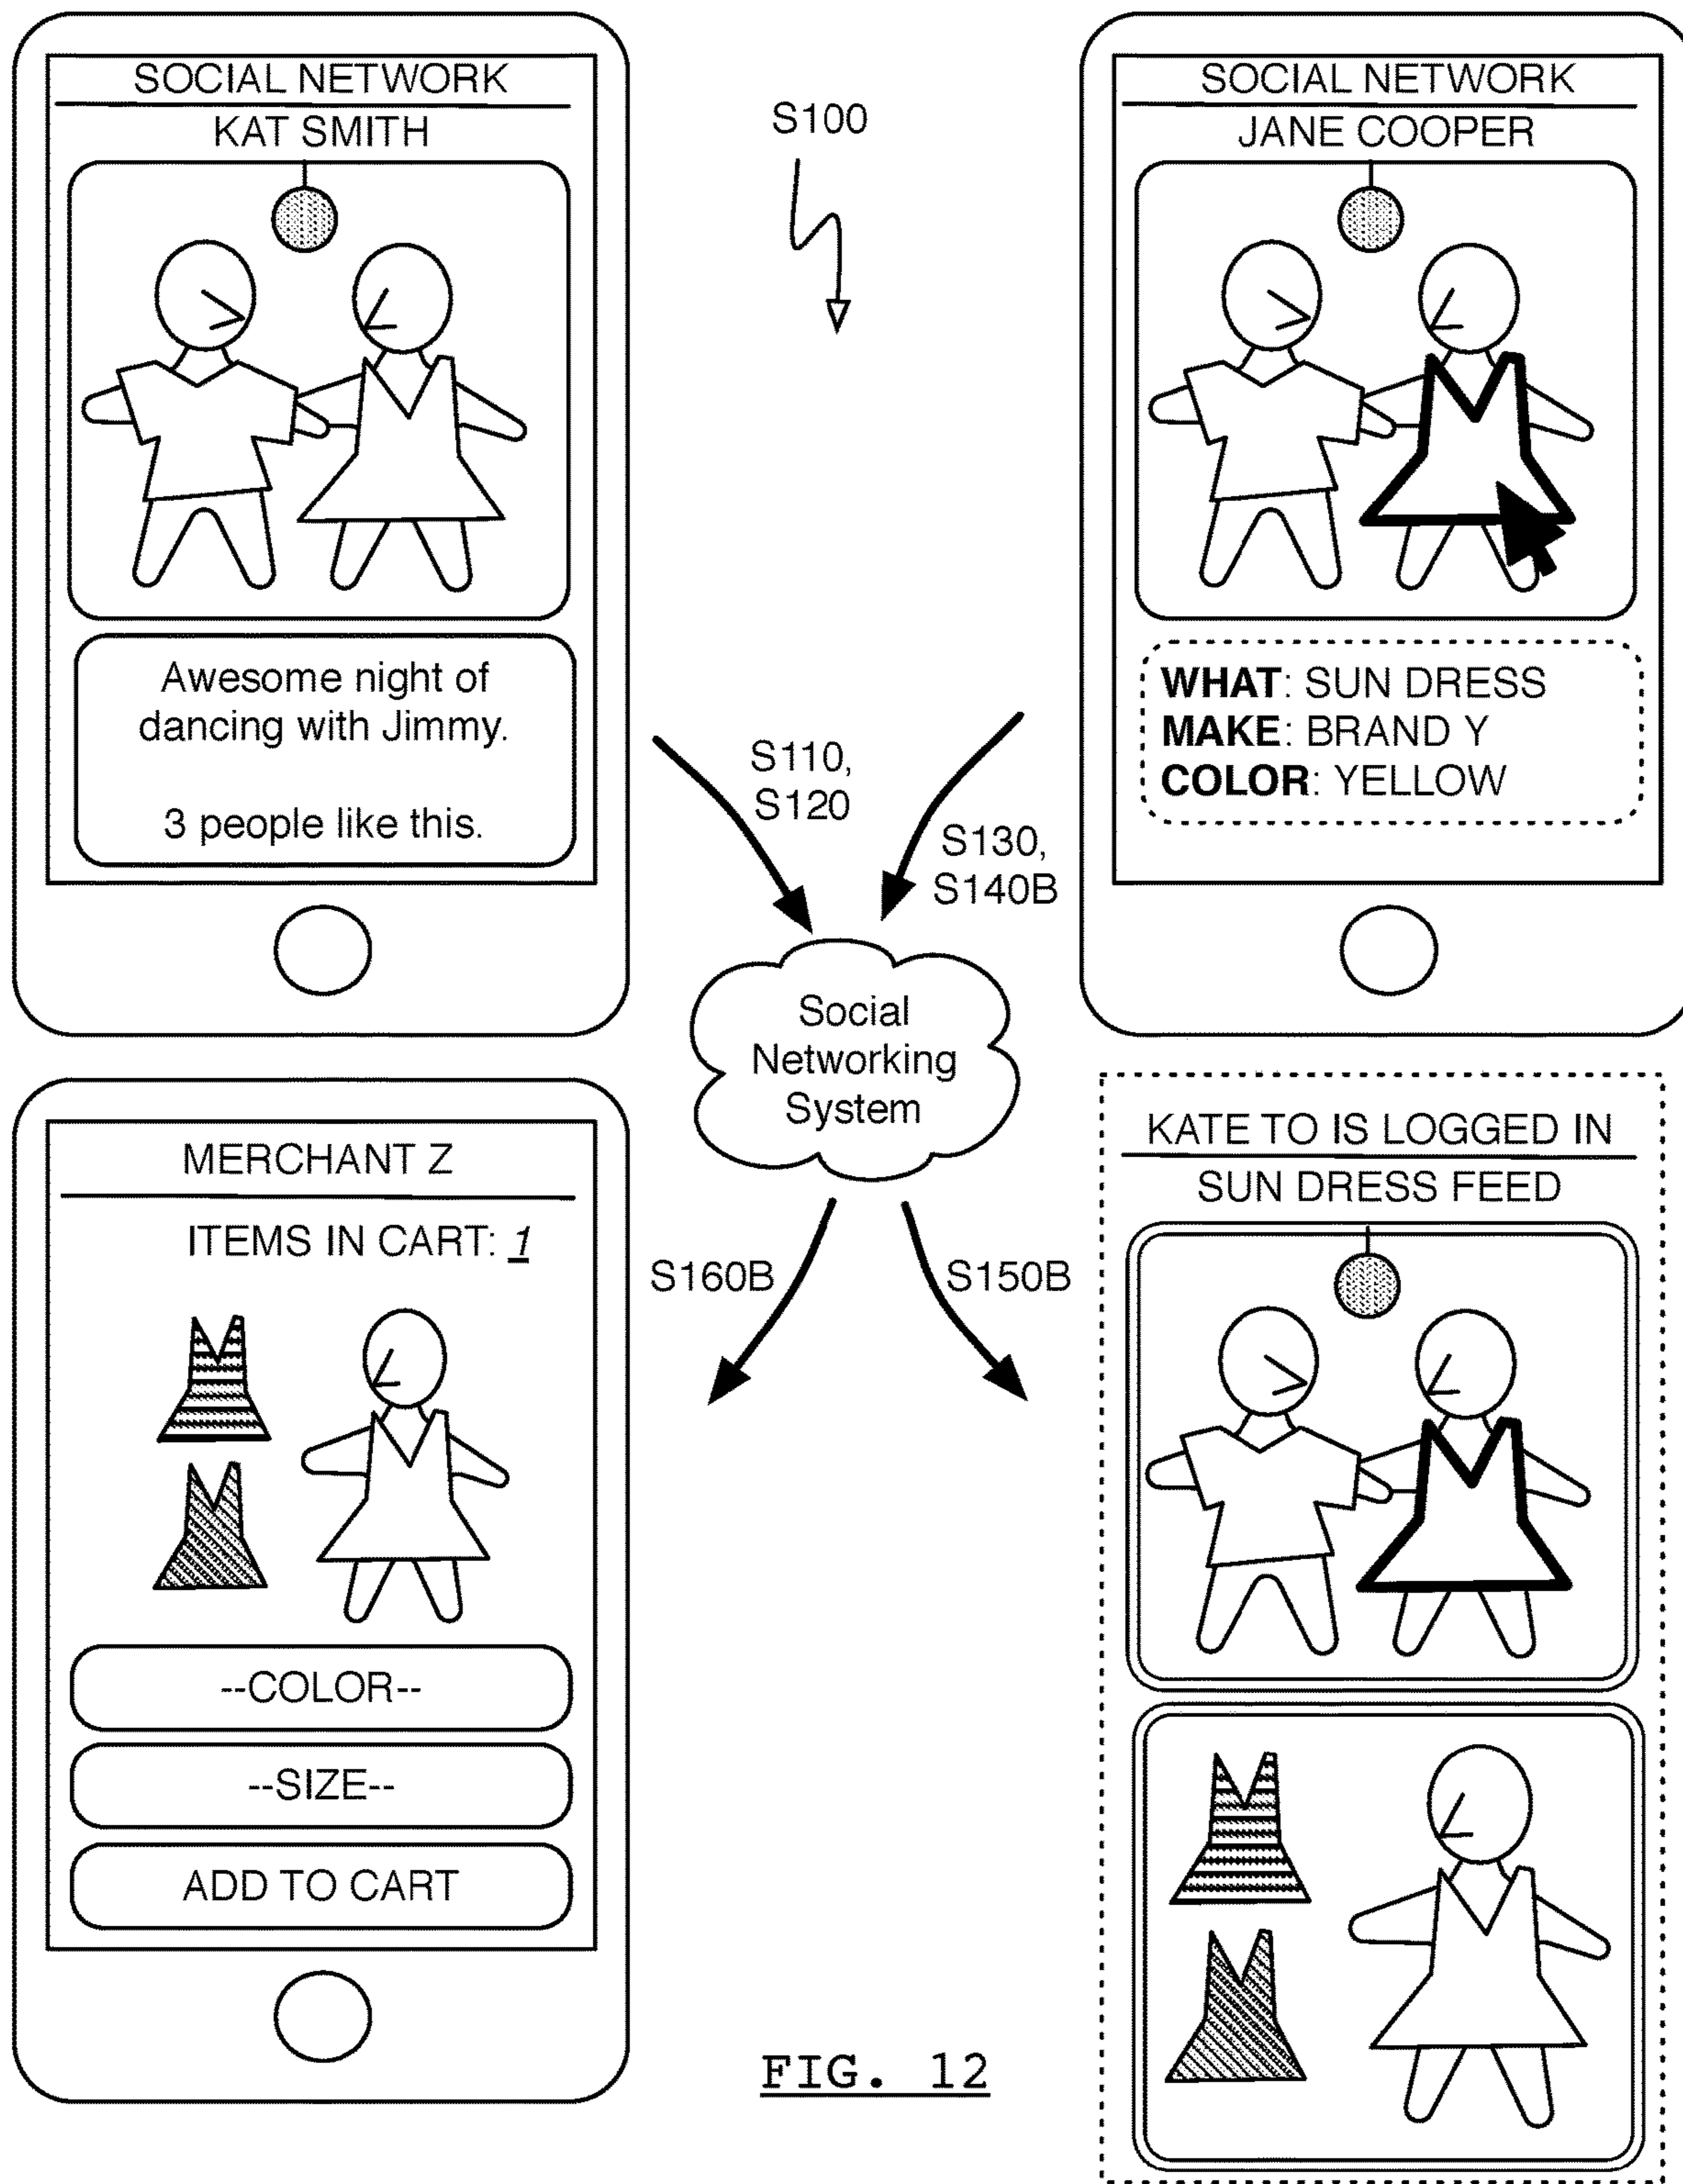 SOCIAL NETWORK
KAT SMITH
Awesome night of
dancing with Jimmy.
3 people like this.
S100
SOCIAL NETWORK
JANE COOPER
WHAT: SUN DRESS
MAKE: BRAND Y
COLOR: YELLOW
S110,
S120
S130,
S140B
Social
Networking
System
S160B
S150B
MERCHANT Z
ITEMS IN CART: 1
--COLOR--
--SIZE--
ADD TO CART
KATE TO IS LOGGED IN
SUN DRESS FEED
FIG. 12